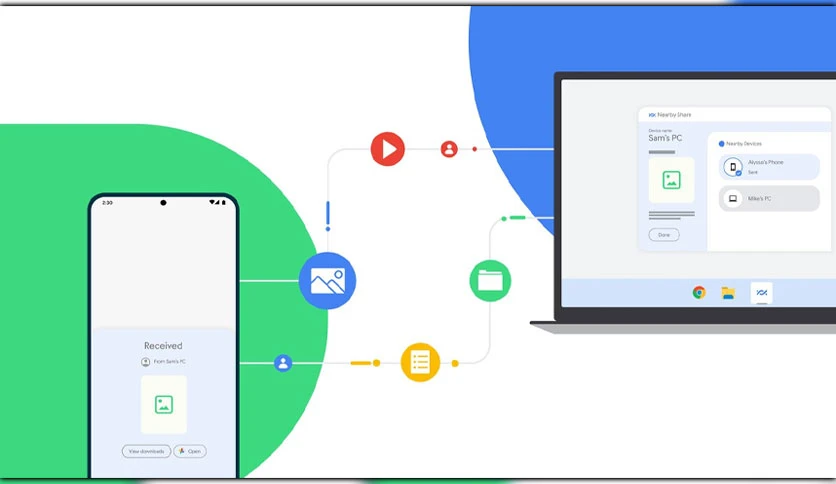 2:30
Received
From Sam's PC
View downloads
Open
Nearby Share
Device name
Sam's PC
Done
Nearby Devices
Alyssa's Phone
Sent
Mike's PC